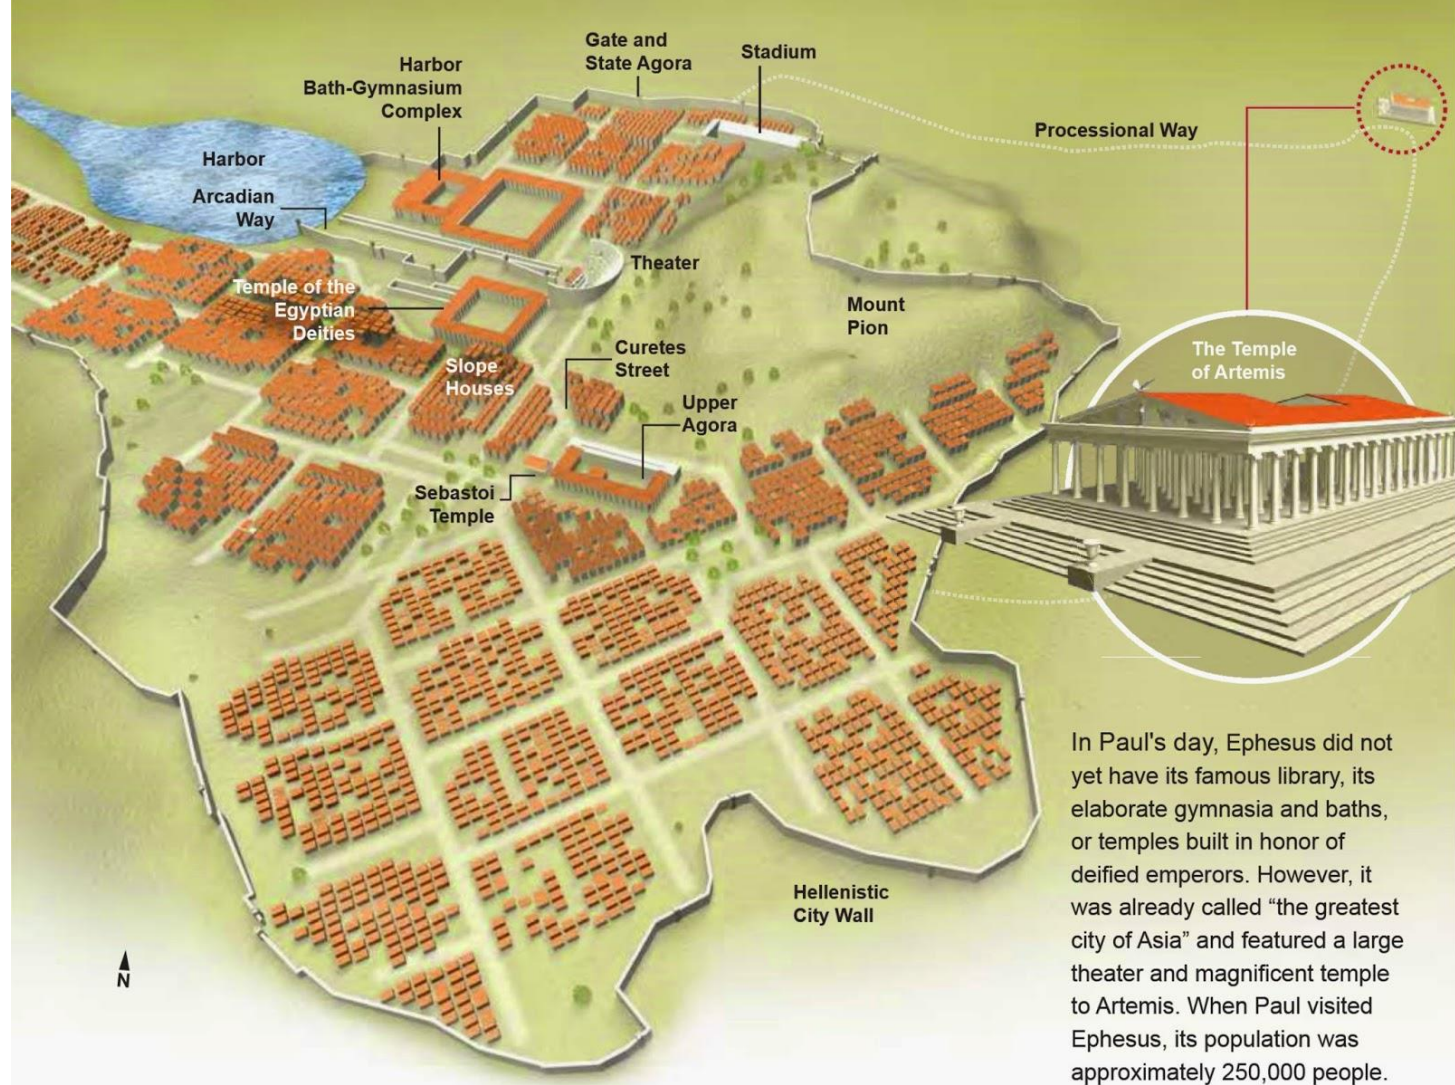 Gate and
State Agora
Stadium
Harbor
Bath-Gymnasium
Complex
Processional Way
Harbor
Arcadian
Way
Theater
Temple of the
Egyptian
Deities
Mount
Pion
Curetes
Street
Slope
Houses
The Temple
of Artemis
Upper
Agora
Sebastoi
Temple
Hellenistic
City Wall
N
In Paul's day, Ephesus did not
yet have its famous library, its
elaborate gymnasia and baths,
or temples built in honor of
deified emperors. However, it
was already called “the greatest
city of Asia” and featured a large
theater and magnificent temple
to Artemis. When Paul visited
Ephesus, its population was
approximately 250,000 people.